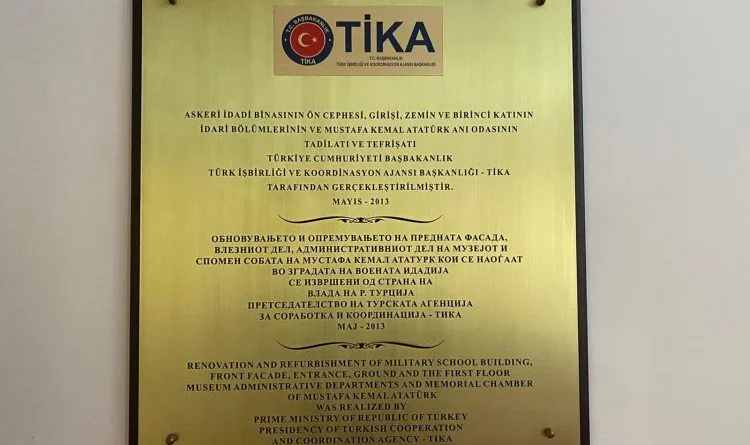 T.C. BAŞBAKANLIK
TİKA
TİKA
T.C. BAŞBAKANLIK
TÜRK İŞBİRLİĞİ VE KOORDİNASYON AJANSI BAŞKANLIĞI
ASKERİ İDADİ BİNASININ ÖN CEPHESİ, GİRİŞİ, ZEMİN VE BİRİNCİ KATININ
İDARİ BÖLÜMLERİNİN VE MUSTAFA KEMAL ATATÜRK ANI ODASININ
TADİLATI VE TEFRİŞATI
TÜRKİYE CUMHURİYETİ BAŞBAKANLIK
TÜRK İŞBİRLİĞİ VE KOORDİNASYON AJANSI BAŞKANLIĞI - TİKA
TARAFINDAN GERÇEKLEŞTİRİLMİŞTİR.
MAYIS - 2013
ОБНОВУВАЊЕТО И ОПРЕМУВАЊЕТО НА ПРЕДНАТА ФАСАДА,
ВЛЕЗНИОТ ДЕЛ, АДМИНИСТРАТИВНИОТ ДЕЛ НА МУЗЕЈОТ И
СПОМЕН СОБАТА НА МУСТАФА КЕМАЛ АТАТУРК КОИ СЕ НАОЃААТ
ВО ЗГРАДАТА НА ВОЕНАТА ИДАДИЈА
СЕ ИЗВРШЕНИ ОД СТРАНА НА
ВЛАДА НА Р. ТУРЦИЈА
ПРЕТСЕДАТЕЛСТВО НА ТУРСКАТА АГЕНЦИЈА
ЗА СОРАБОТКА И КООРДИНАЦИЈА - ТИКА
МАЈ - 2013
RENOVATION AND REFURBISHMENT OF MILITARY SCHOOL BUILDING,
FRONT FACADE, ENTRANCE, GROUND AND THE FIRST FLOOR
MUSEUM ADMINISTRATIVE DEPARTMENTS AND MEMORIAL CHAMBER
OF MUSTAFA KEMAL ATATÜRK
WAS REALIZED BY
PRIME MINISTRY OF REPUBLIC OF TURKEY
PRESIDENCY OF TURKISH COOPERATION
AND COORDINATION AGENCY - TIKA